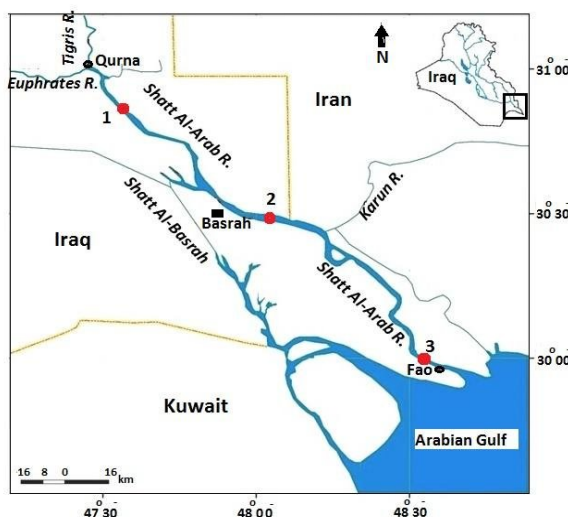 Tigris R.
Qurna
Euphrates R.
1
Shatt Al-Arab R.
Iran
N
Iraq
31 00
2
Basrah
Karun R.
30 30
Iraq
Shatt Al-Basrah
Shatt Al-Arab R.
3
Fao
30 00
Kuwait
Arabian Gulf
16 8 0 16
km
47 30
48 00
48 30